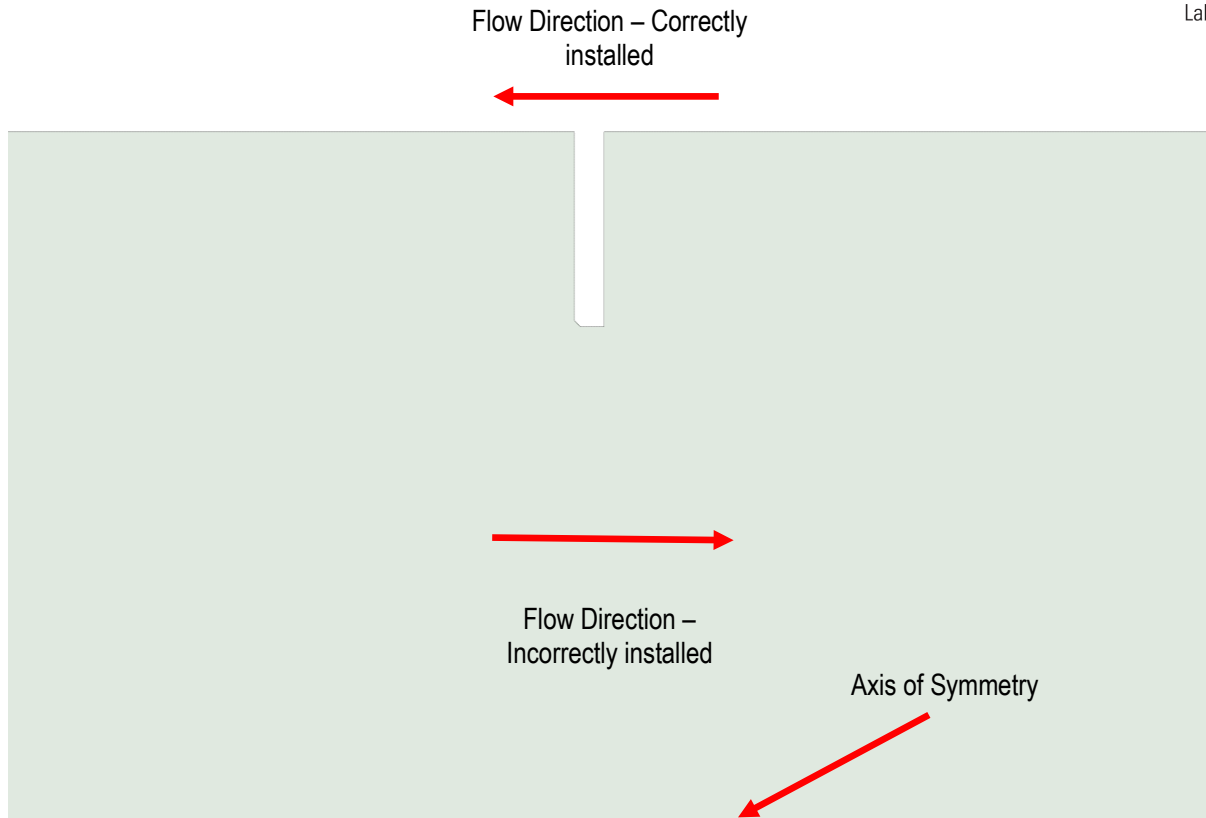 Flow Direction – Correctly
installed
Flow Direction –
Incorrectly installed
Axis of Symmetry